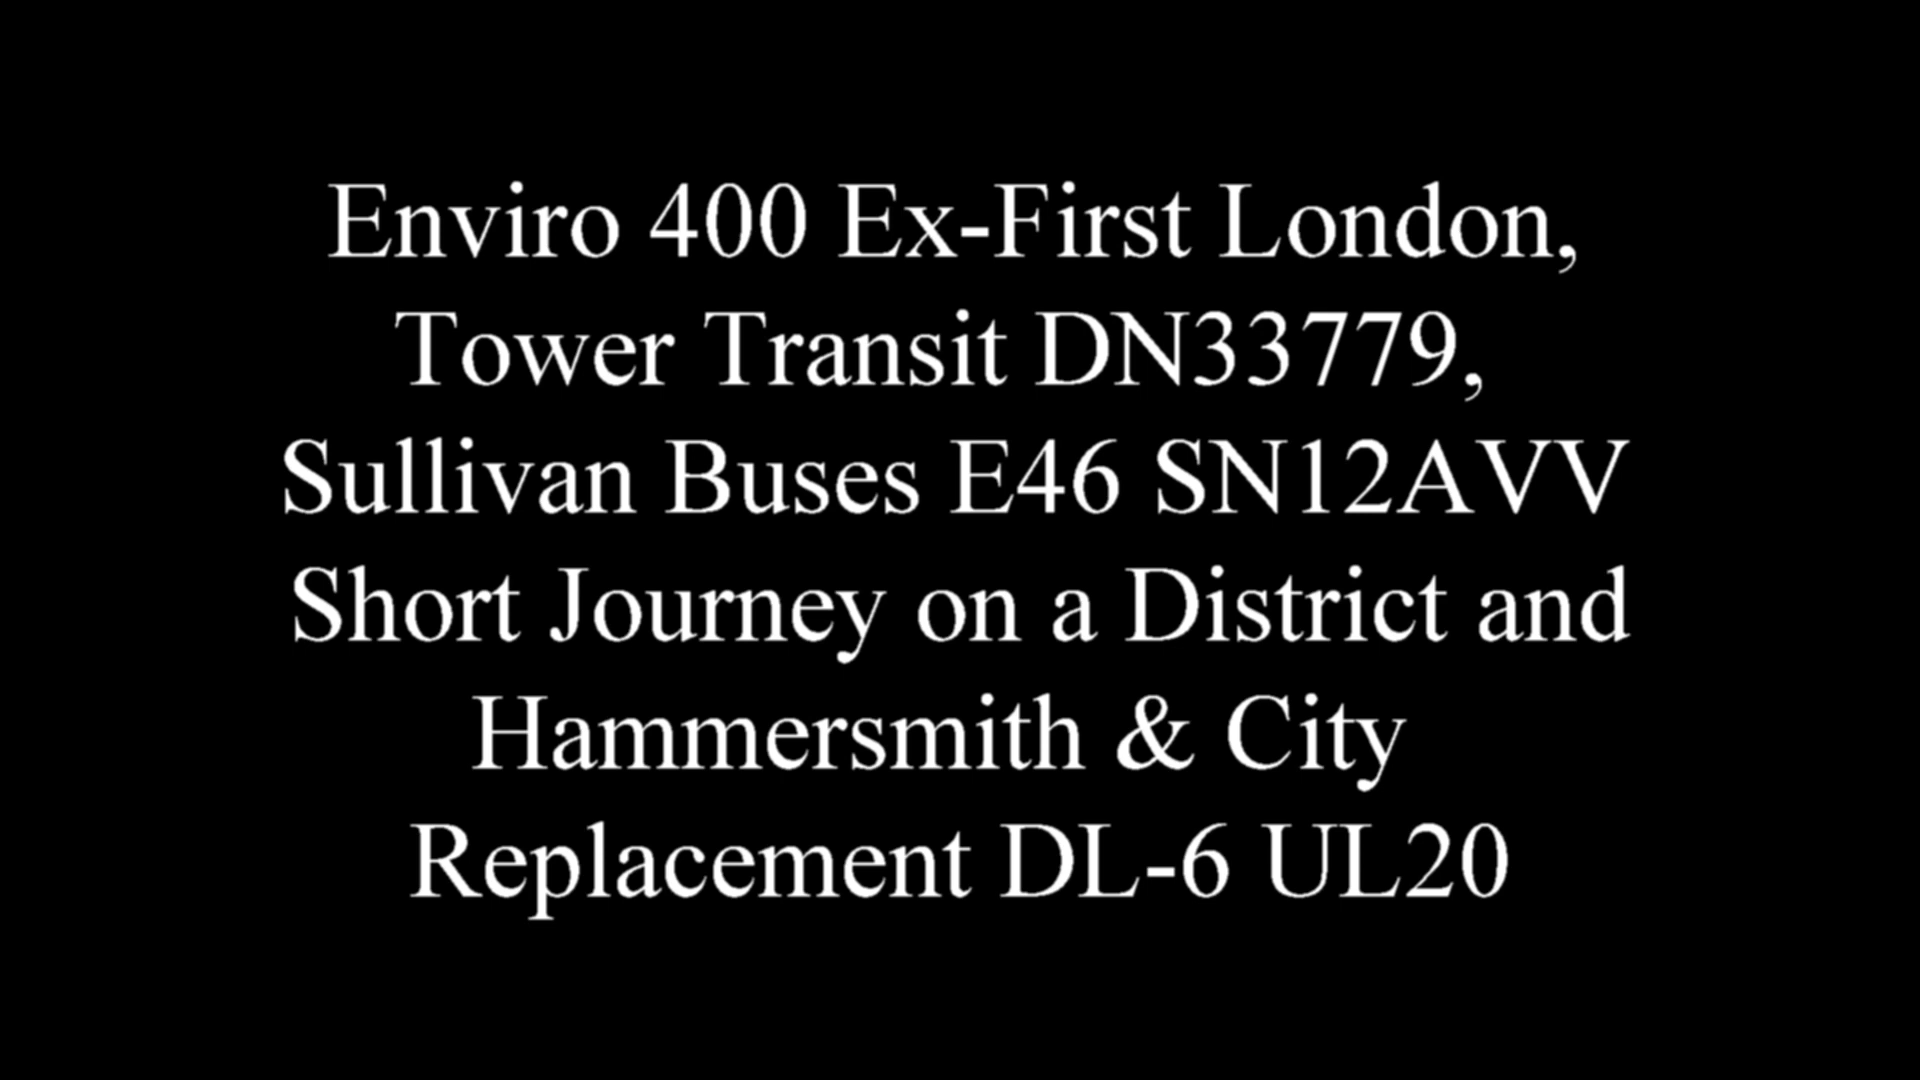 Enviro 400 Ex-First London,
Tower Transit DN33779,
Sullivan Buses E46 SN12AVV
Short Journey on a District and
Hammersmith & City
Replacement DL-6 UL20